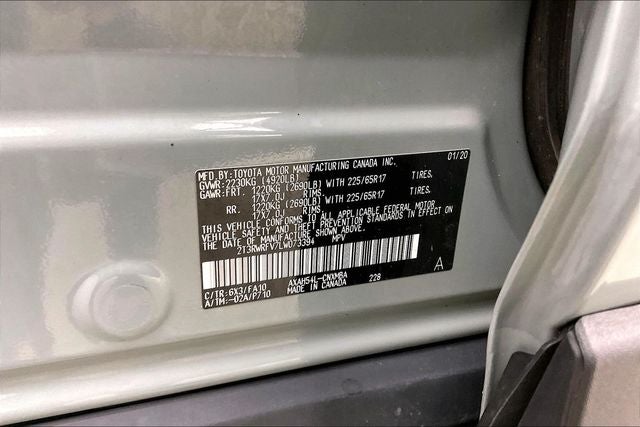 MFD.BY:TOYOTA MOTOR MANUFACTURING CANADA INC. 01/20
GVWR:2230KG (4920LB)
GAWR:FRT. 1220KG (2690LB) WITH 225/65R17 TIRES.
17X7.0J RIMS
RR. 1220KG (2690LB) WITH 225/65R17 TIRES.
17X7.0J RIMS
THIS VEHICLE CONFORMS TO ALL APPLICABLE FEDERAL MOTOR
VEHICLE SAFETY AND THEFT PREVENTION STANDARDS IN EFFECT ON
THE DATE OF MANUFACTURE SHOWN ABOVE.
2T3RWRFV7LW073394 MPV
C/TR:6X3/FA10 AXAH54L-CNXMBA 228 A
A/TM:-02A/P710 MADE IN CANADA